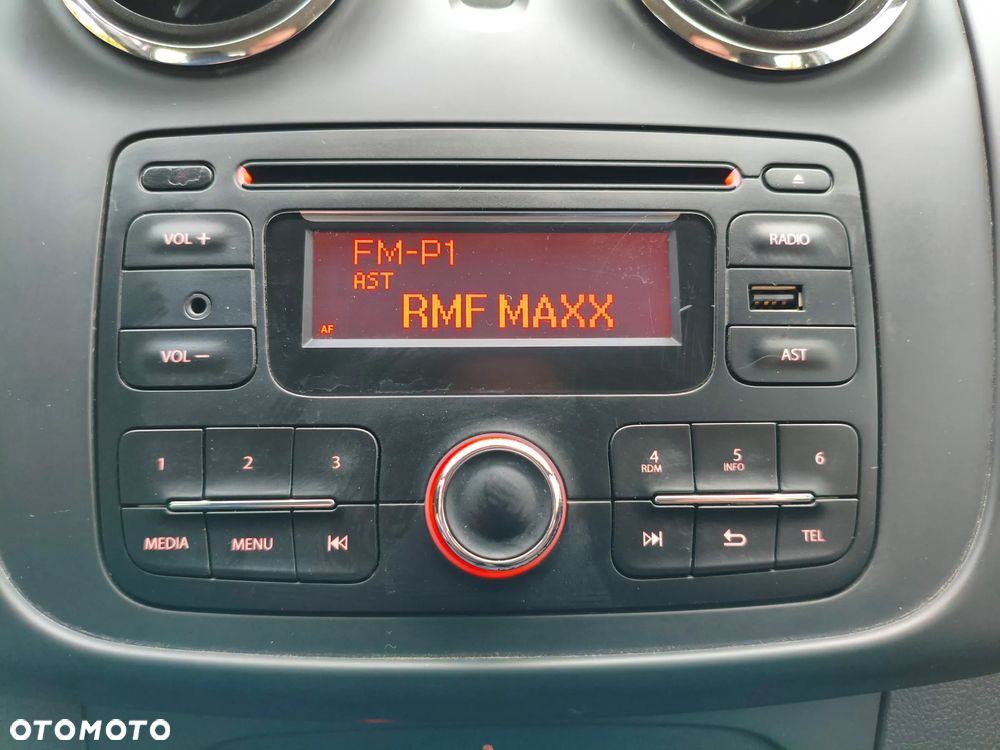 VOL +
RADIO
FM-P1
AST
RMF MAXX
AF
VOL −
AST
1
2
3
4
RDM
5
INFO
6
MEDIA
MENU
TEL
OTOMOTO